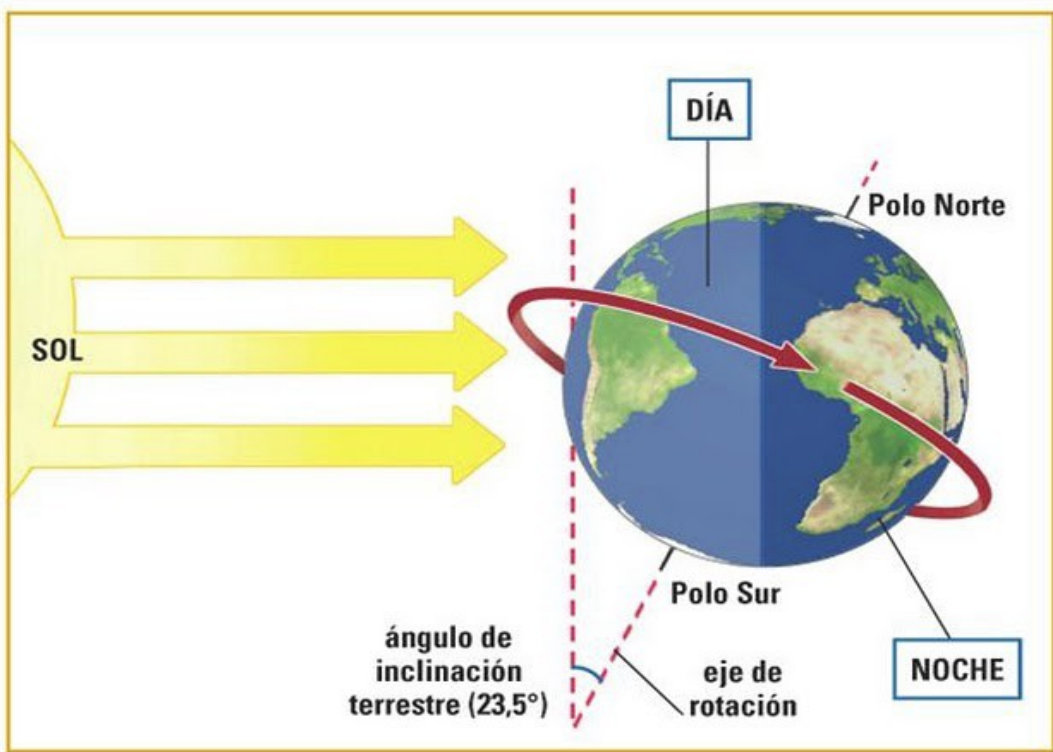 DÍA
Polo Norte
SOL
Polo Sur
ángulo de
inclinación
terrestre (23,5°)
eje de
rotación
NOCHE